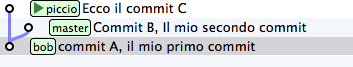 piccio Ecco il commit C
master Commit B, Il mio secondo commit
bob commit A, il mio primo commit